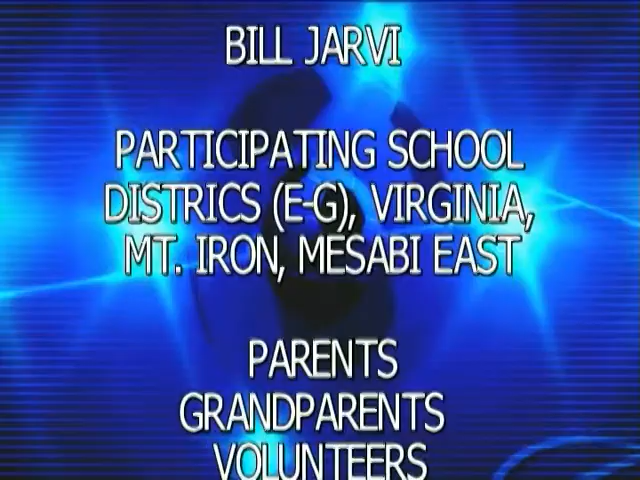 BILL JARVI
PARTICIPATING SCHOOL
DISTRICS (E-G), VIRGINIA,
MT. IRON, MESABI EAST
PARENTS
GRANDPARENTS
VOLUNTEERS